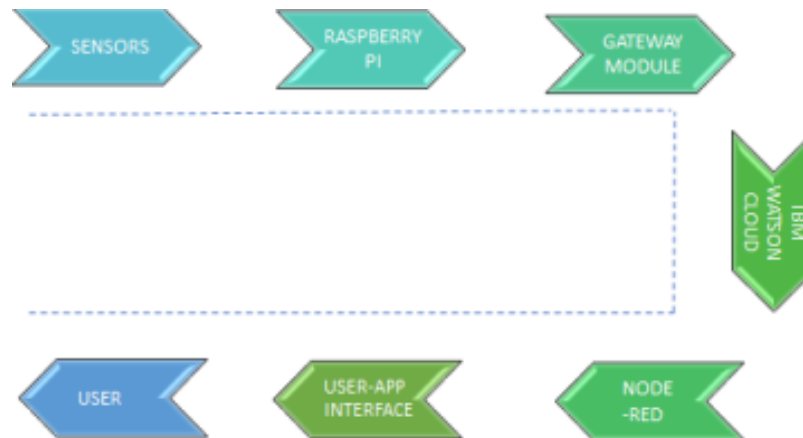 SENSORS
RASPBERRY
PI
GATEWAY
MODULE
IBM
WATSON
CLOUD
USER
USER-APP
INTERFACE
NODE
-RED